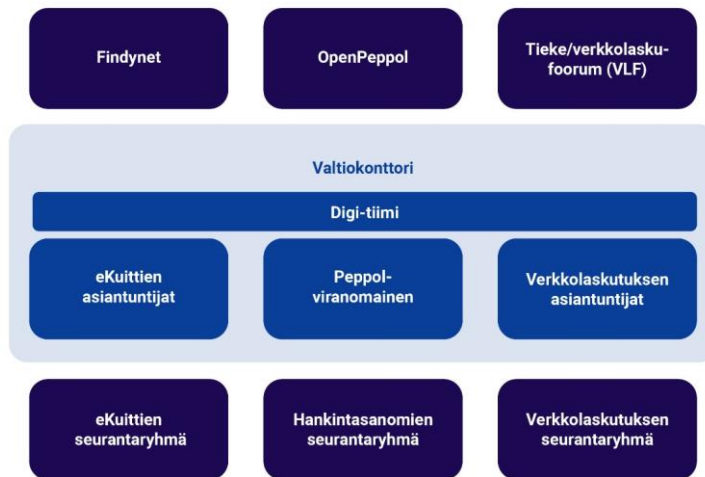 Findynet
OpenPeppol
Tieke/verkkolasku-
foorum (VLF)
Valtiokonttori
Digi-tiimi
eKuittien
asiantuntijat
Peppol-
viranomainen
Verkkolaskutuksen
asiantuntijat
eKuittien
seurantaryhmä
Hankintasanomien
seurantaryhmä
Verkkolaskutuksen
seurantaryhmä